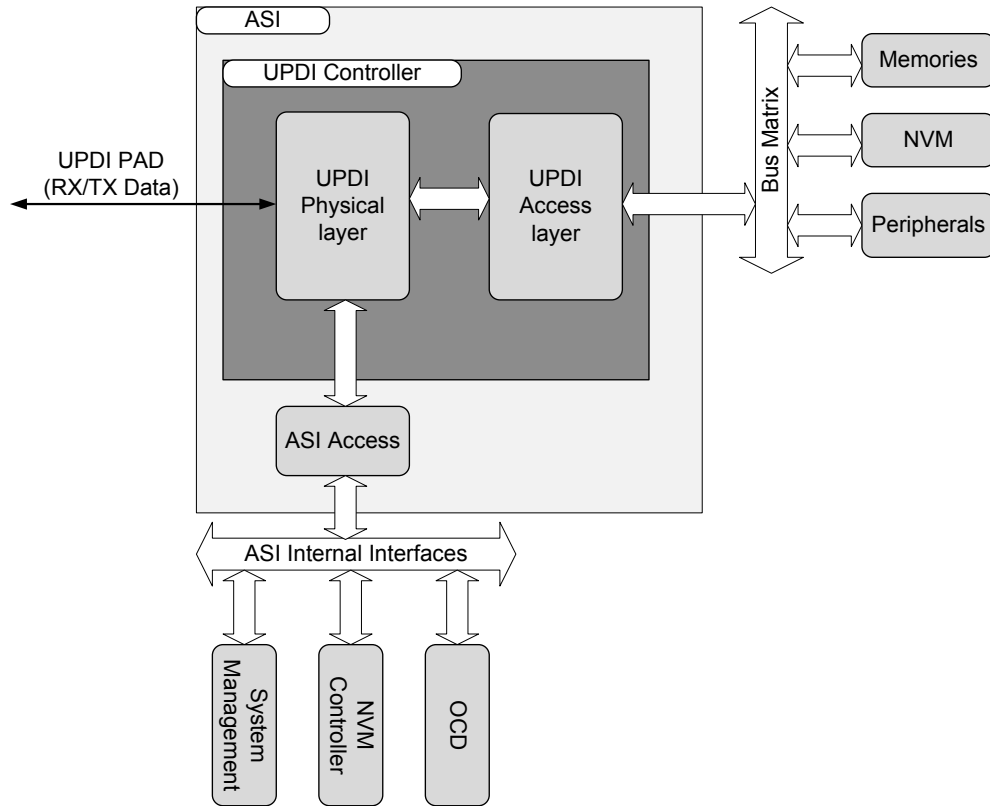 ASI
UPDI Controller
UPDI PAD
(RX/TX Data)
UPDI
Physical
layer
UPDI
Access
layer
Bus Matrix
Memories
NVM
Peripherals
ASI Access
ASI Internal Interfaces
System
Management
NVM
Controller
OCD